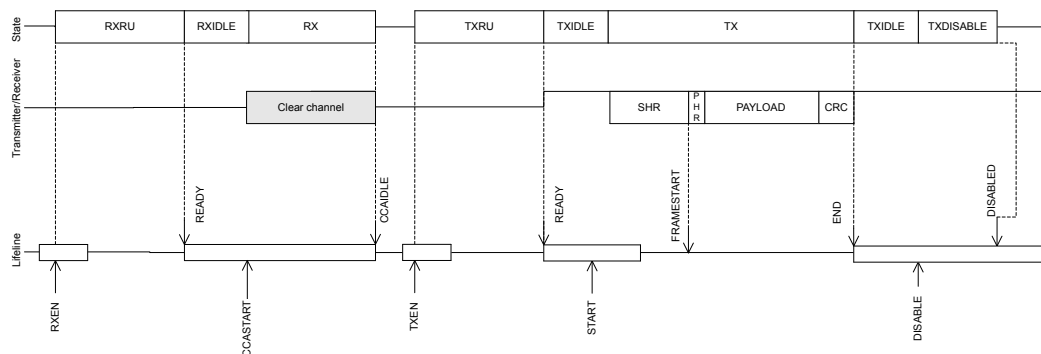 State
RXRU
RXIDLE
RX
TXRU
TXIDLE
TX
TXIDLE
TXDISABLE
Transmitter/Receiver
Clear channel
SHR
PHR
PAYLOAD
CRC
READY
CCAIDLE
READY
FRAMESTART
END
DISABLED
Lifeline
RXEN
CCASTART
TXEN
START
DISABLE